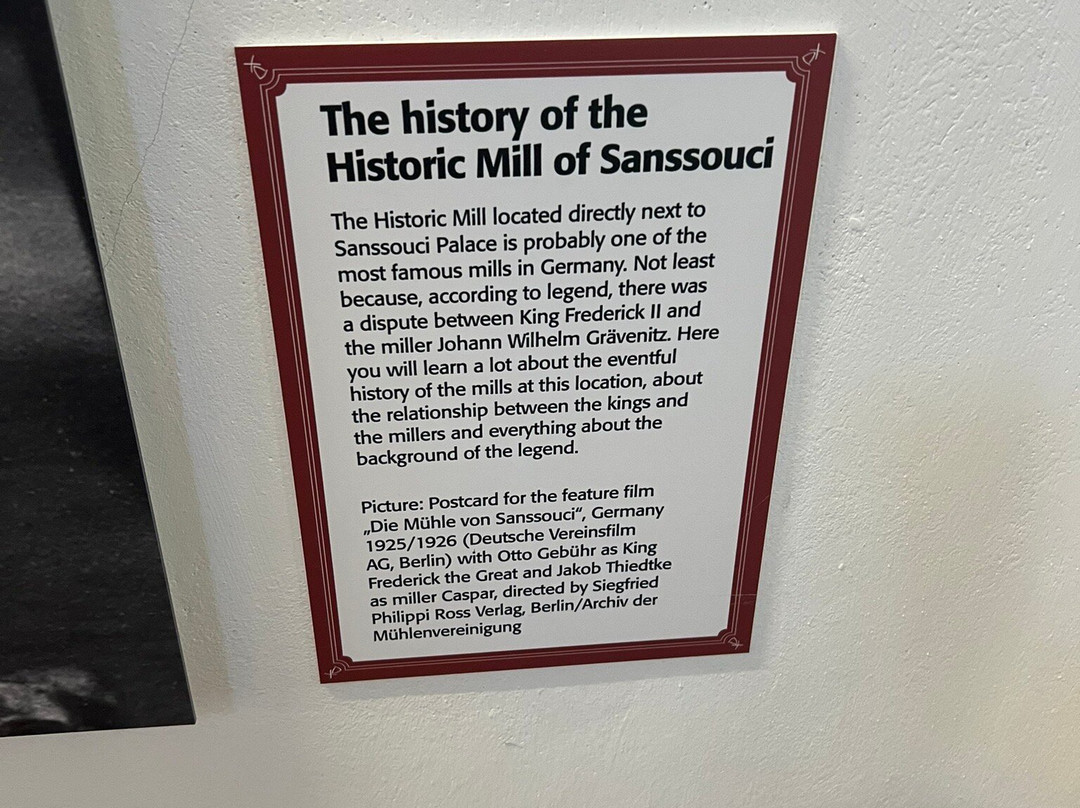 The history of the
Historic Mill of Sanssouci
The Historic Mill located directly next to
Sanssouci Palace is probably one of the
most famous mills in Germany. Not least
because, according to legend, there was
a dispute between King Frederick II and
the miller Johann Wilhelm Grävenitz. Here
you will learn a lot about the eventful
history of the mills at this location, about
the relationship between the kings and
the millers and everything about the
background of the legend.
Picture: Postcard for the feature film
„Die Mühle von Sanssouci“, Germany
1925/1926 (Deutsche Vereinsfilm
AG, Berlin) with Otto Gebühr as King
Frederick the Great and Jakob Thiedtke
as miller Caspar, directed by Siegfried
Philippi Ross Verlag, Berlin/Archiv der
Mühlenvereinigung